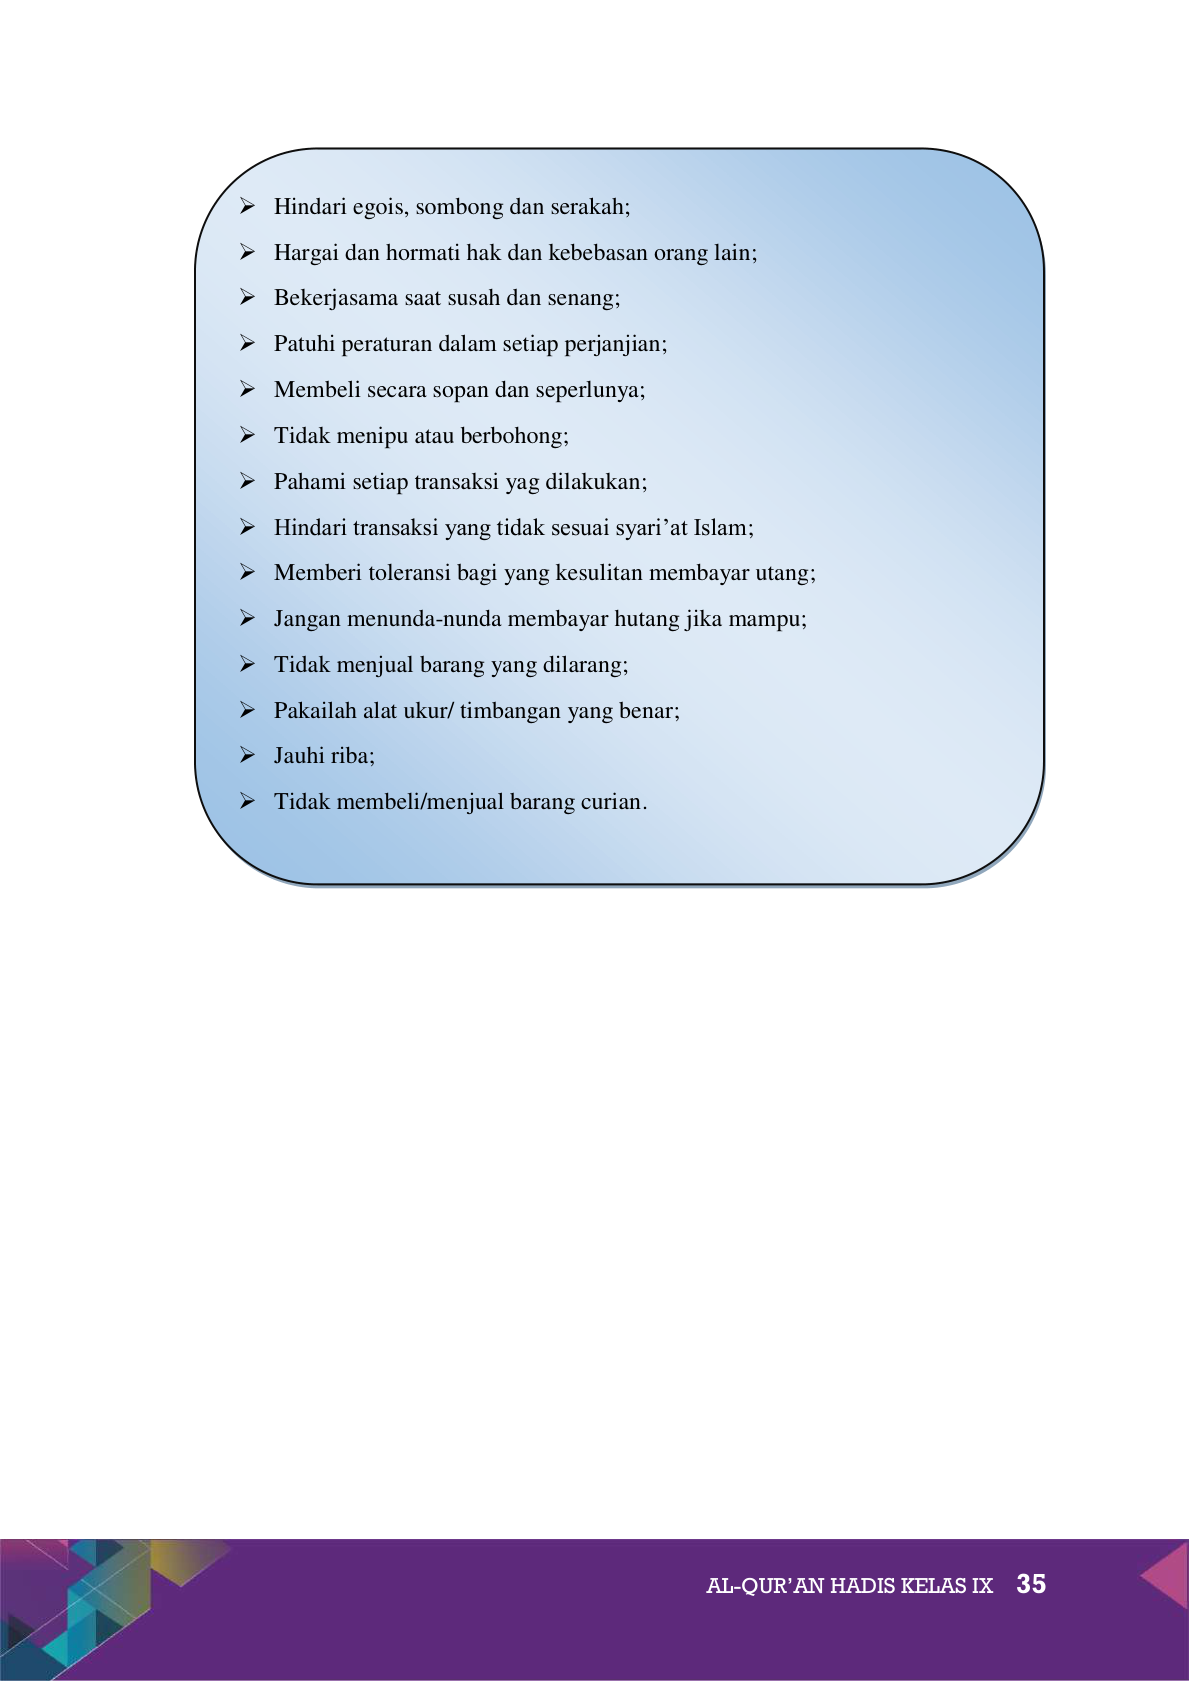 ➢ Hindari egois, sombong dan serakah;
➢ Hargai dan hormati hak dan kebebasan orang lain;
➢ Bekerjasama saat susah dan senang;
➢ Patuhi peraturan dalam setiap perjanjian;
➢ Membeli secara sopan dan seperlunya;
➢ Tidak menipu atau berbohong;
➢ Pahami setiap transaksi yag dilakukan;
➢ Hindari transaksi yang tidak sesuai syari’at Islam;
➢ Memberi toleransi bagi yang kesulitan membayar utang;
➢ Jangan menunda-nunda membayar hutang jika mampu;
➢ Tidak menjual barang yang dilarang;
➢ Pakailah alat ukur/ timbangan yang benar;
➢ Jauhi riba;
➢ Tidak membeli/menjual barang curian.
AL-QUR’AN HADIS KELAS IX 35